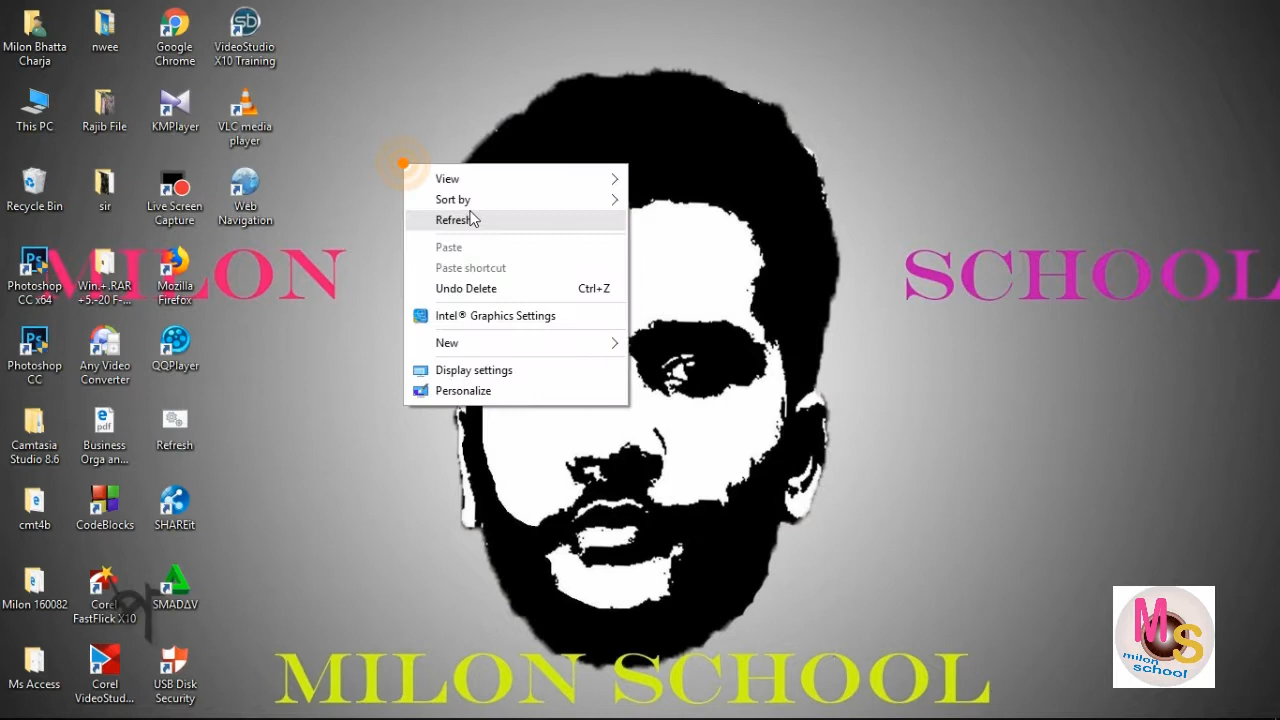 Milon Bhatta
Charja
nwee
Google
Chrome
VideoStudio
X10 Training
This PC
Rajib File
KMPlayer
VLC media
player
Recycle Bin
sir
Live Screen
Capture
Web
Navigation
Photoshop
CC x64
Win.+.RAR
+5.-20 F-...
Mozilla
Firefox
Photoshop
CC
Any Video
Converter
QQPlayer
Camtasia
Studio 8.6
Business
Orga an...
Refresh
cmt4b
CodeBlocks
SHAREit
Milon 160082
Corel
FastFlick X10
SMADAV
Ms Access
Corel
VideoStud...
USB Disk
Security
View
Sort by
Refresh
Paste
Paste shortcut
Undo Delete Ctrl+Z
Intel® Graphics Settings
New
Display settings
Personalize
MILON
SCHOOL
MILON SCHOOL
MS
milon
school